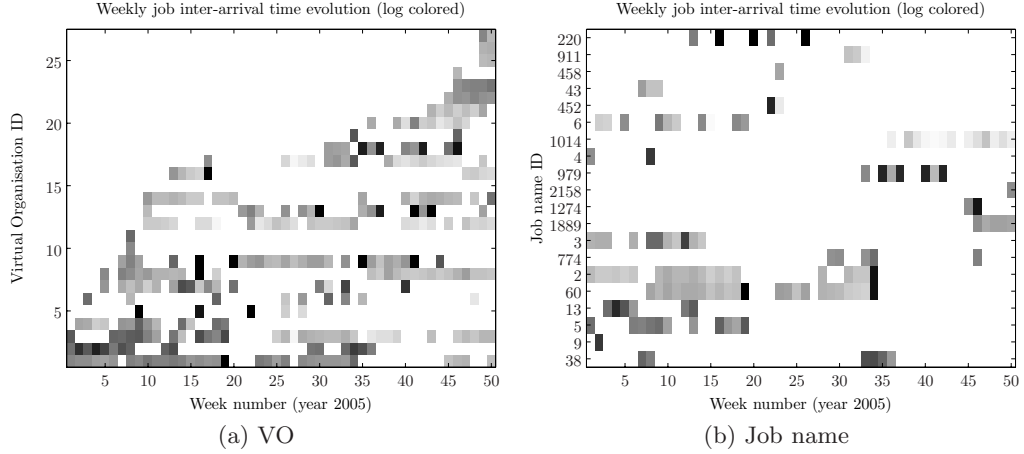 Weekly job inter-arrival time evolution (log colored)
Virtual Organisation ID
25
20
15
10
5
5 10 15 20 25 30 35 40 45 50
Week number (year 2005)
(a) VO
Weekly job inter-arrival time evolution (log colored)
Job name ID
220
911
458
43
452
6
1014
4
979
2158
1274
1889
3
774
2
60
13
5
9
38
5 10 15 20 25 30 35 40 45 50
Week number (year 2005)
(b) Job name